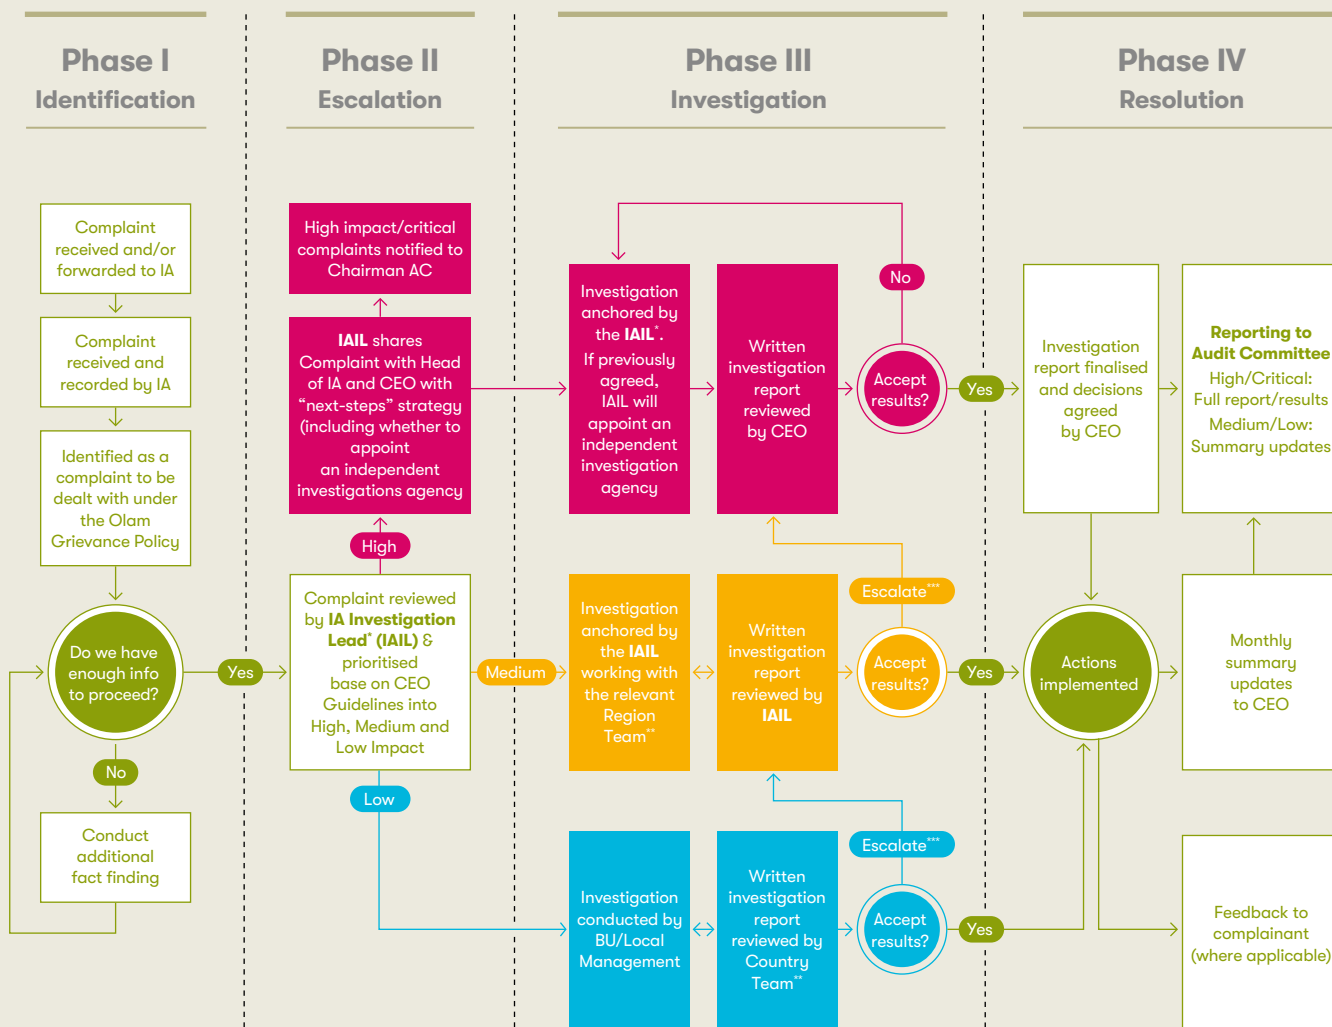 Phase I
Identification
Phase II
Escalation
Phase III
Investigation
Phase IV
Resolution
Complaint
received and/or
forwarded to IA
Complaint
received and
recorded by IA
Identified as a
complaint to be
dealt with under
the Olam
Grievance Policy
Do we have
enough info
to proceed?
Yes
No
Conduct
additional
fact finding
High impact/critical
complaints notified to
Chairman AC
IAIL shares
Complaint with Head
of IA and CEO with
“next-steps” strategy
(including whether to
appoint
an independent
investigations agency
High
Complaint reviewed
by IA Investigation
Lead* (IAIL) &
prioritised
base on CEO
Guidelines into
High, Medium and
Low Impact
Medium
Low
Investigation
anchored by
the IAIL*.
If previously
agreed,
IAIL will
appoint an
independent
investigation
agency
Written
investigation
report
reviewed
by CEO
No
Accept
results?
Yes
Investigation
anchored by
the IAIL
working with
the relevant
Region
Team**
Written
investigation
report
reviewed by
IAIL
Escalate***
Accept
results?
Yes
Investigation
conducted by
BU/Local
Management
Written
investigation
report
reviewed by
Country
Team**
Escalate***
Accept
results?
Yes
Investigation
report finalised
and decisions
agreed
by CEO
Reporting to
Audit Committee
High/Critical:
Full report/results
Medium/Low:
Summary updates
Actions
implemented
Monthly
summary
updates
to CEO
Feedback to
complainant
(where applicable)